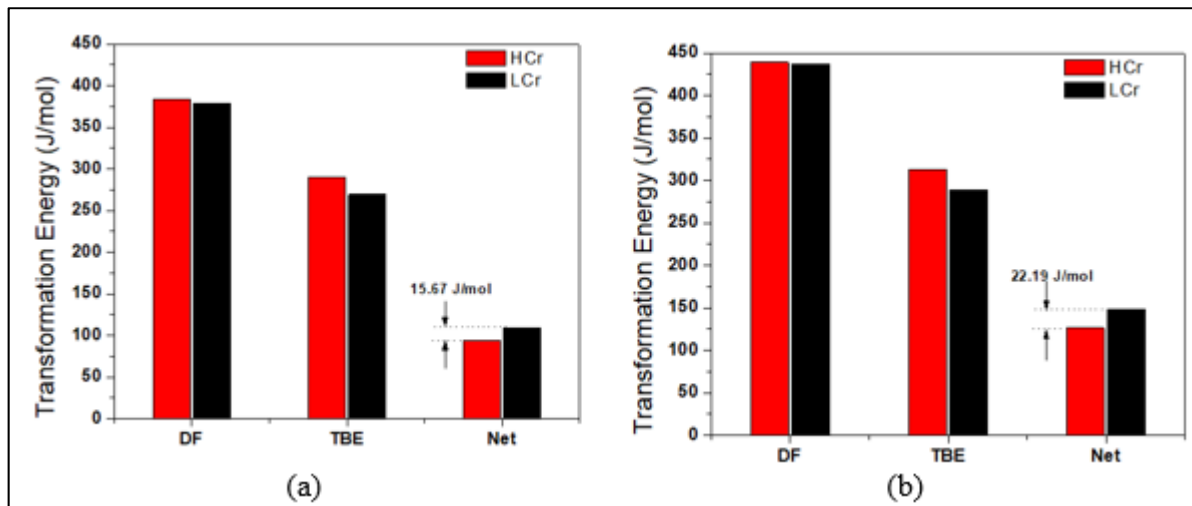 Transformation Energy (J/mol)
450
400
350
300
250
200
150
100
50
0
HCr
LCr
15.67 J/mol
DF TBE Net
(a)
Transformation Energy (J/mol)
450
400
350
300
250
200
150
100
50
0
HCr
LCr
22.19 J/mol
DF TBE Net
(b)